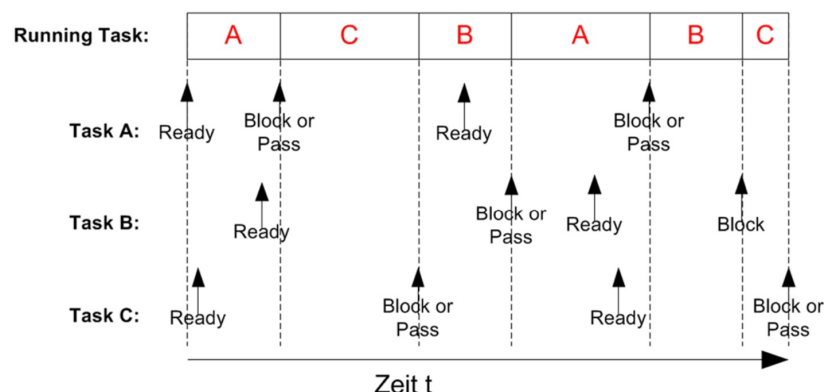 Running Task: A C B A B C
Task A: Ready Block or Pass Ready Block or Pass
Task B: Ready Block or Pass Ready Block
Task C: Ready Block or Pass Ready Block or Pass
Zeit t